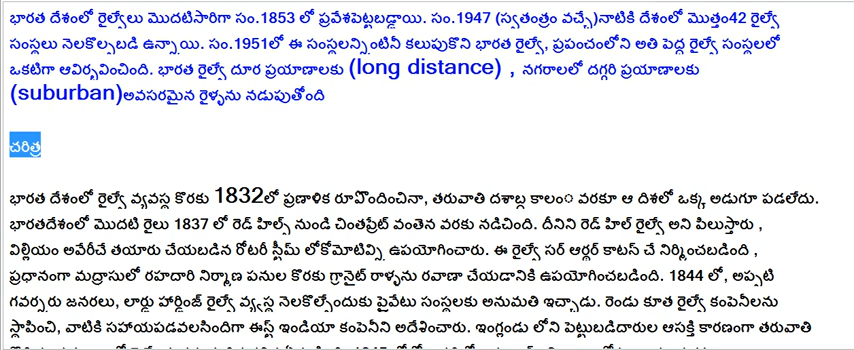 భారత దేశంలో రైల్వేలు మొదటిసారిగా సం.1853 లో ప్రవేశపెట్టబడ్డాయి. సం.1947 (స్వతంత్రం వచ్చే)నాటికి దేశంలో మొత్తం42 రైల్వే
సంస్థలు నెలకొల్పబడి ఉన్నాయి. సం.1951లో ఈ సంస్థలన్నింటినీ కలుపుకొని భారత రైల్వే, ప్రపంచంలోని అతి పెద్ద రైల్వే సంస్థలలో
ఒకటిగా ఆవిర్భవించింది. భారత రైల్వే దూర ప్రయాణాలకు (long distance) , నగరాలలో దగ్గరి ప్రయాణాలకు
(suburban)అవసరమైన రైళ్ళను నడుపుతోంది
చరిత్ర
భారత దేశంలో రైల్వే వ్యవస్థ కొరకు 1832లో ప్రణాళిక రూపొందించినా, తరువాతి దశాబ్ద కాలం వరకూ ఆ దిశలో ఒక్క అడుగూ పడలేదు.
భారతదేశంలో మొదటి రైలు 1837 లో రెడ్ హిల్స్ నుండి చింతప్రేట్ వంతెన వరకు నడిచింది. దీనిని రెడ్ హిల్ రైల్వే అని పిలుస్తారు ,
విల్లియం అవేరీచే తయారు చేయబడిన రోటరీ స్టీమ్ లోకోమోటివ్ని ఉపయోగించారు. ఈ రైల్వే సర్ ఆర్థర్ కాటన్ చే నిర్మించబడింది ,
ప్రధానంగా మద్రాసులో రహదారి నిర్మాణ పనుల కొరకు గ్రానైట్ రాళ్ళను రవాణా చేయడానికి ఉపయోగించబడింది. 1844 లో, అప్పటి
గవర్నరు జనరలు, లార్డు హార్డింజ్ రైల్వే వ్యవస్థ నెలకొల్పేందుకు ప్రైవేటు సంస్థలకు అనుమతి ఇచ్చాడు. రెండు కూత రైల్వే కంపెనీలను
స్థాపించి, వాటికి సహాయపడవలసిందిగా ఈస్ట్ ఇండియా కంపెనీని అదేశించారు. ఇంగ్లండు లోని పెట్టుబడిదారుల ఆసక్తి కారణంగా తరువాతి